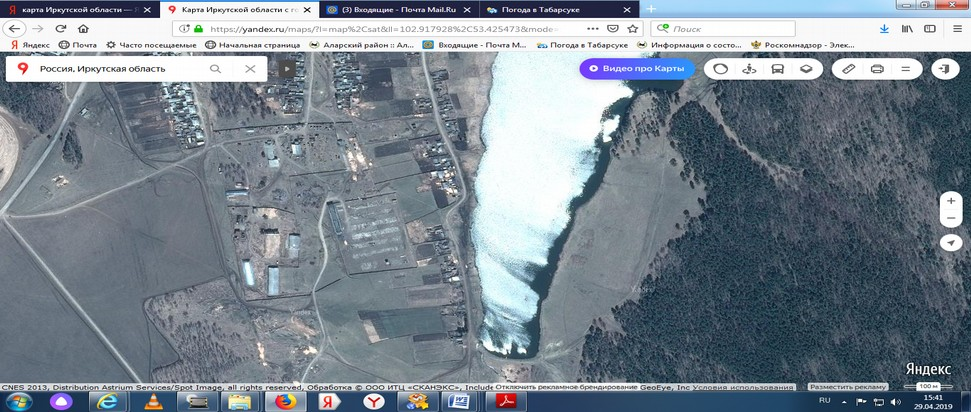 карта Иркутской области — Я
Карта Иркутской области с го
(3) Входящие - Почта Mail.Ru
Погода в Табарсуке
https://yandex.ru/maps/?l=map%2Csat&ll=102.917928%2C53.425473&mode=
Поиск
Яндекс Почта Часто посещаемые Начальная страница Аларский район :: Ал... Входящие - Почта M... Погода в Табарсуке Информация о состо... Роскомнадзор - Элек...
Россия, Иркутская область
Видео про Карты
Яндекс
CNES 2013, Distribution Astrium Services/Spot Image, all rights reserved, Обработка © ООО ИТЦ «СКАНЭКС», Include
Отключить рекламное брендирование GeoEye, Inc Условия использования
Разместить рекламу
100 м
RU
15:41
29.04.2019